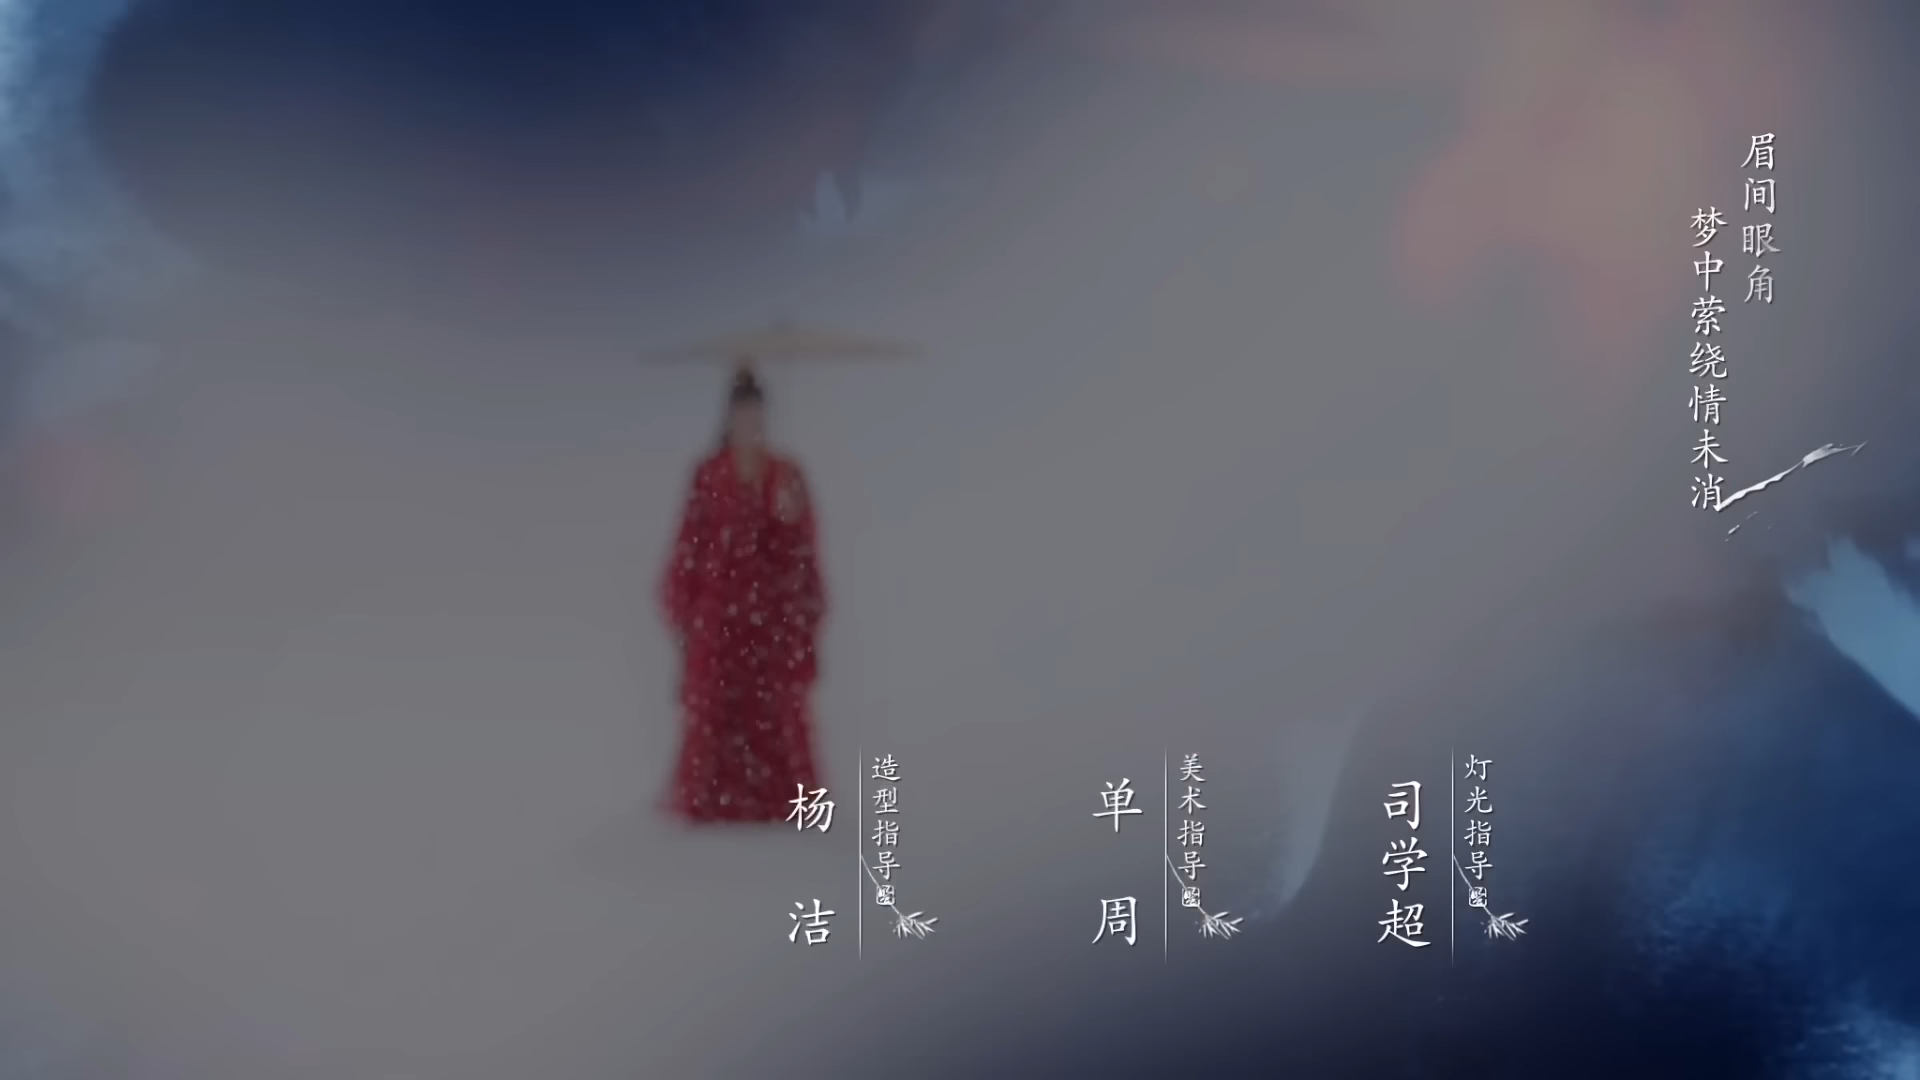 眉间眼角
梦中萦绕情未消
灯光指导
司学超
美术指导
单周
造型指导
杨洁